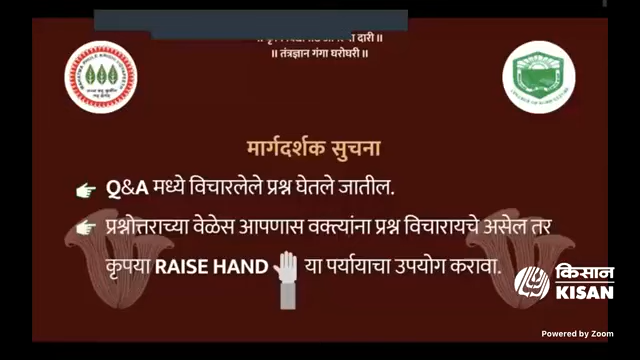 दारी ॥
॥ तंत्रज्ञान गंगा घरोघरी ॥
मार्गदर्शक सुचना
Q&A मध्ये विचारलेले प्रश्न घेतले जातील.
प्रश्नोत्तराच्या वेळेस आपणास वक्त्यांना प्रश्न विचारायचे असेल तर
कृपया RAISE HAND या पर्यायाचा उपयोग करावा.
किसान
KISAN
Powered by Zoom